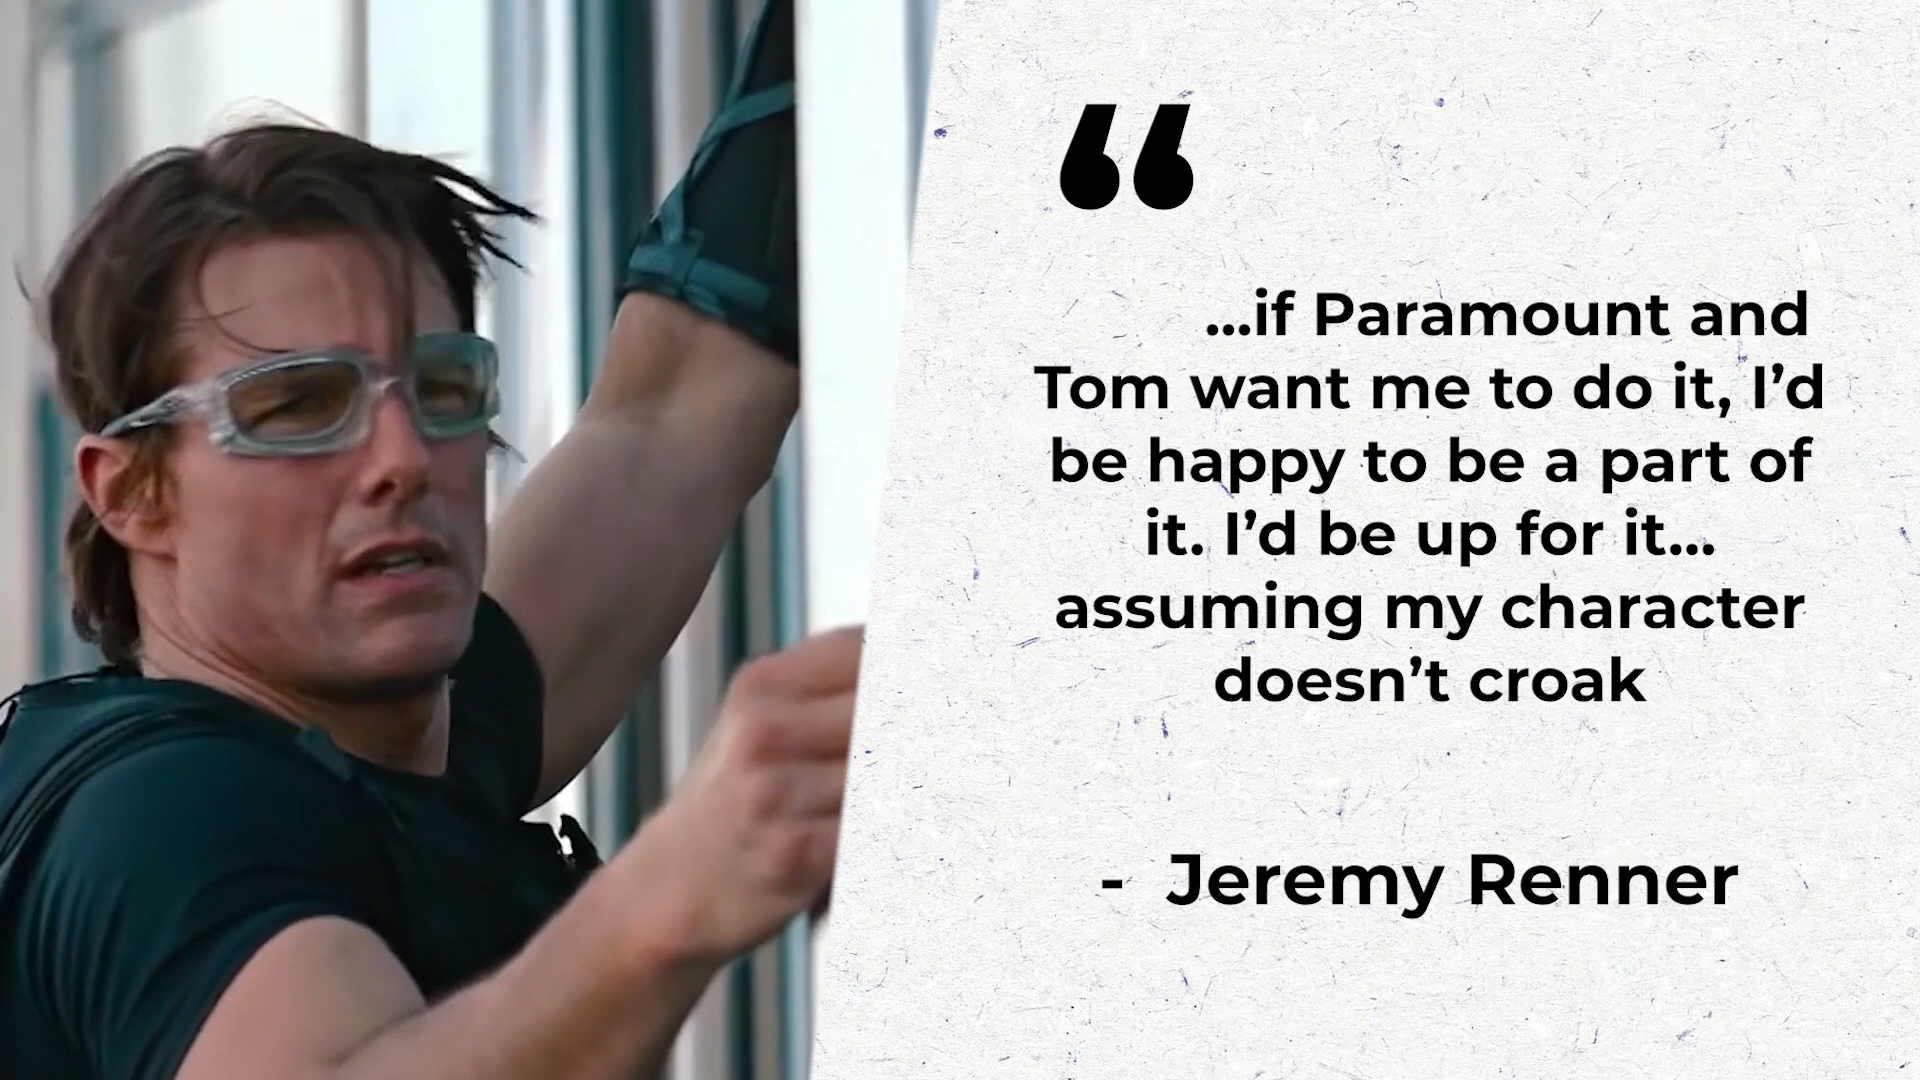 “
...if Paramount and
Tom want me to do it, I’d
be happy to be a part of
it. I’d be up for it...
assuming my character
doesn’t croak
- Jeremy Renner